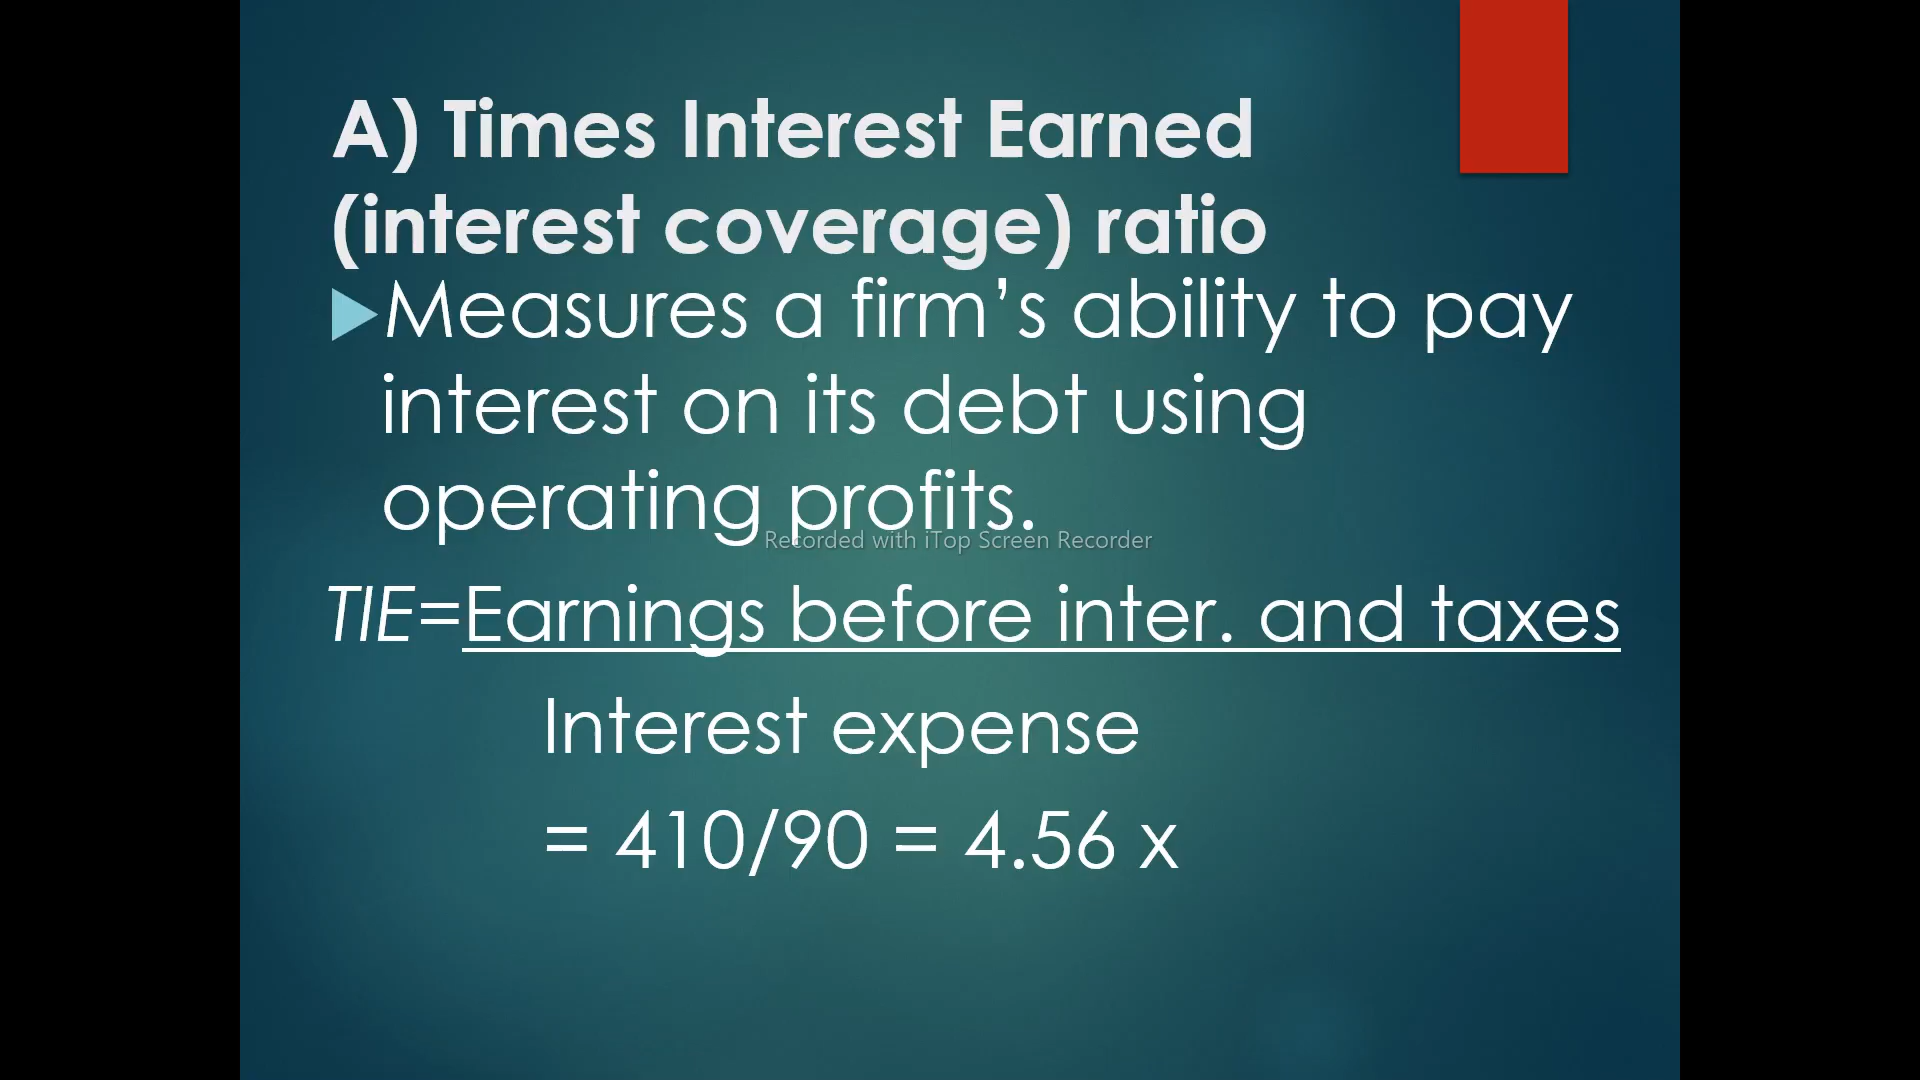 A) Times Interest Earned
(interest coverage) ratio
Measures a firm’s ability to pay
interest on its debt using
operating profits.
Recorded with iTop Screen Recorder
TIE=Earnings before inter. and taxes
Interest expense
= 410/90 = 4.56 x